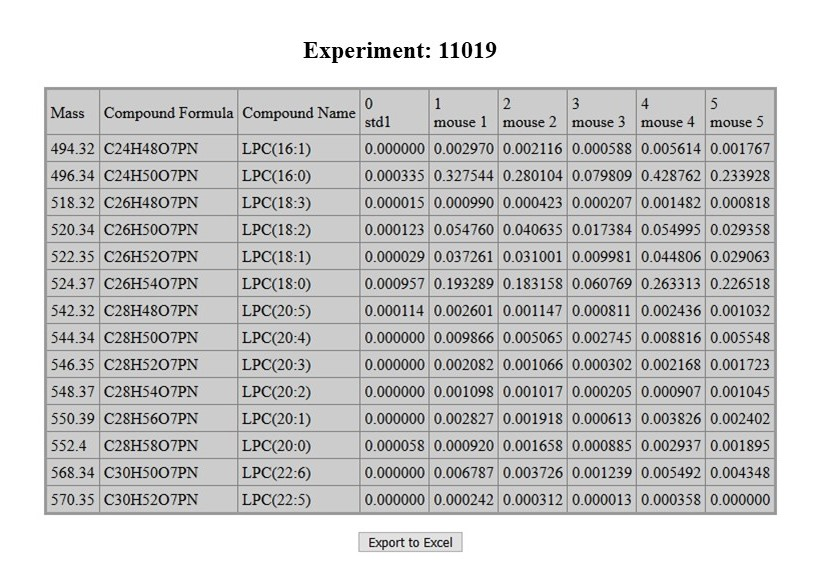 Experiment: 11019
Mass Compound Formula Compound Name 0 std1 1 mouse 1 2 mouse 2 3 mouse 3 4 mouse 4 5 mouse 5
494.32 C24H48O7PN LPC(16:1) 0.000000 0.002970 0.002116 0.000588 0.005614 0.001767
496.34 C24H50O7PN LPC(16:0) 0.000335 0.327544 0.280104 0.079809 0.428762 0.233928
518.32 C26H48O7PN LPC(18:3) 0.000015 0.000990 0.000423 0.000207 0.001482 0.000818
520.34 C26H50O7PN LPC(18:2) 0.000123 0.054760 0.040635 0.017384 0.054995 0.029358
522.35 C26H52O7PN LPC(18:1) 0.000029 0.037261 0.031001 0.009981 0.044806 0.029063
524.37 C26H54O7PN LPC(18:0) 0.000957 0.193289 0.183158 0.060769 0.263313 0.226518
542.32 C28H48O7PN LPC(20:5) 0.000114 0.002601 0.001147 0.000811 0.002436 0.001032
544.34 C28H50O7PN LPC(20:4) 0.000000 0.009866 0.005065 0.002745 0.008816 0.005548
546.35 C28H52O7PN LPC(20:3) 0.000000 0.002082 0.001066 0.000302 0.002168 0.001723
548.37 C28H54O7PN LPC(20:2) 0.000000 0.001098 0.001017 0.000205 0.000907 0.001045
550.39 C28H56O7PN LPC(20:1) 0.000000 0.002827 0.001918 0.000613 0.003826 0.002402
552.4 C28H58O7PN LPC(20:0) 0.000058 0.000920 0.001658 0.000885 0.002937 0.001895
568.34 C30H50O7PN LPC(22:6) 0.000000 0.006787 0.003726 0.001239 0.005492 0.004348
570.35 C30H52O7PN LPC(22:5) 0.000000 0.000242 0.000312 0.000013 0.000358 0.000000
Export to Excel